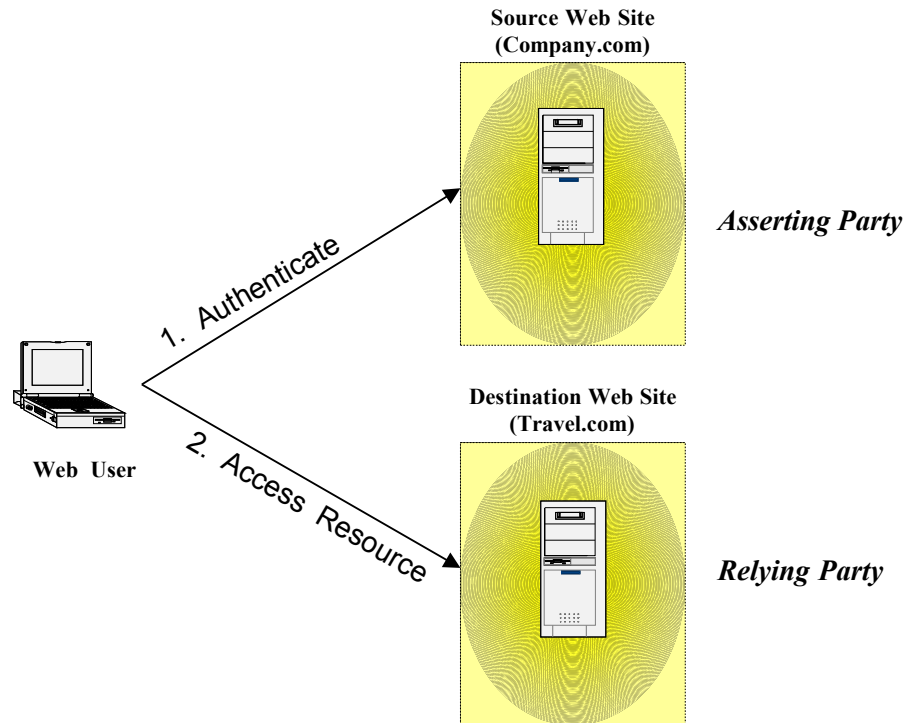 Source Web Site
(Company.com)
Asserting Party
1. Authenticate
Web User
2. Access Resource
Destination Web Site
(Travel.com)
Relying Party